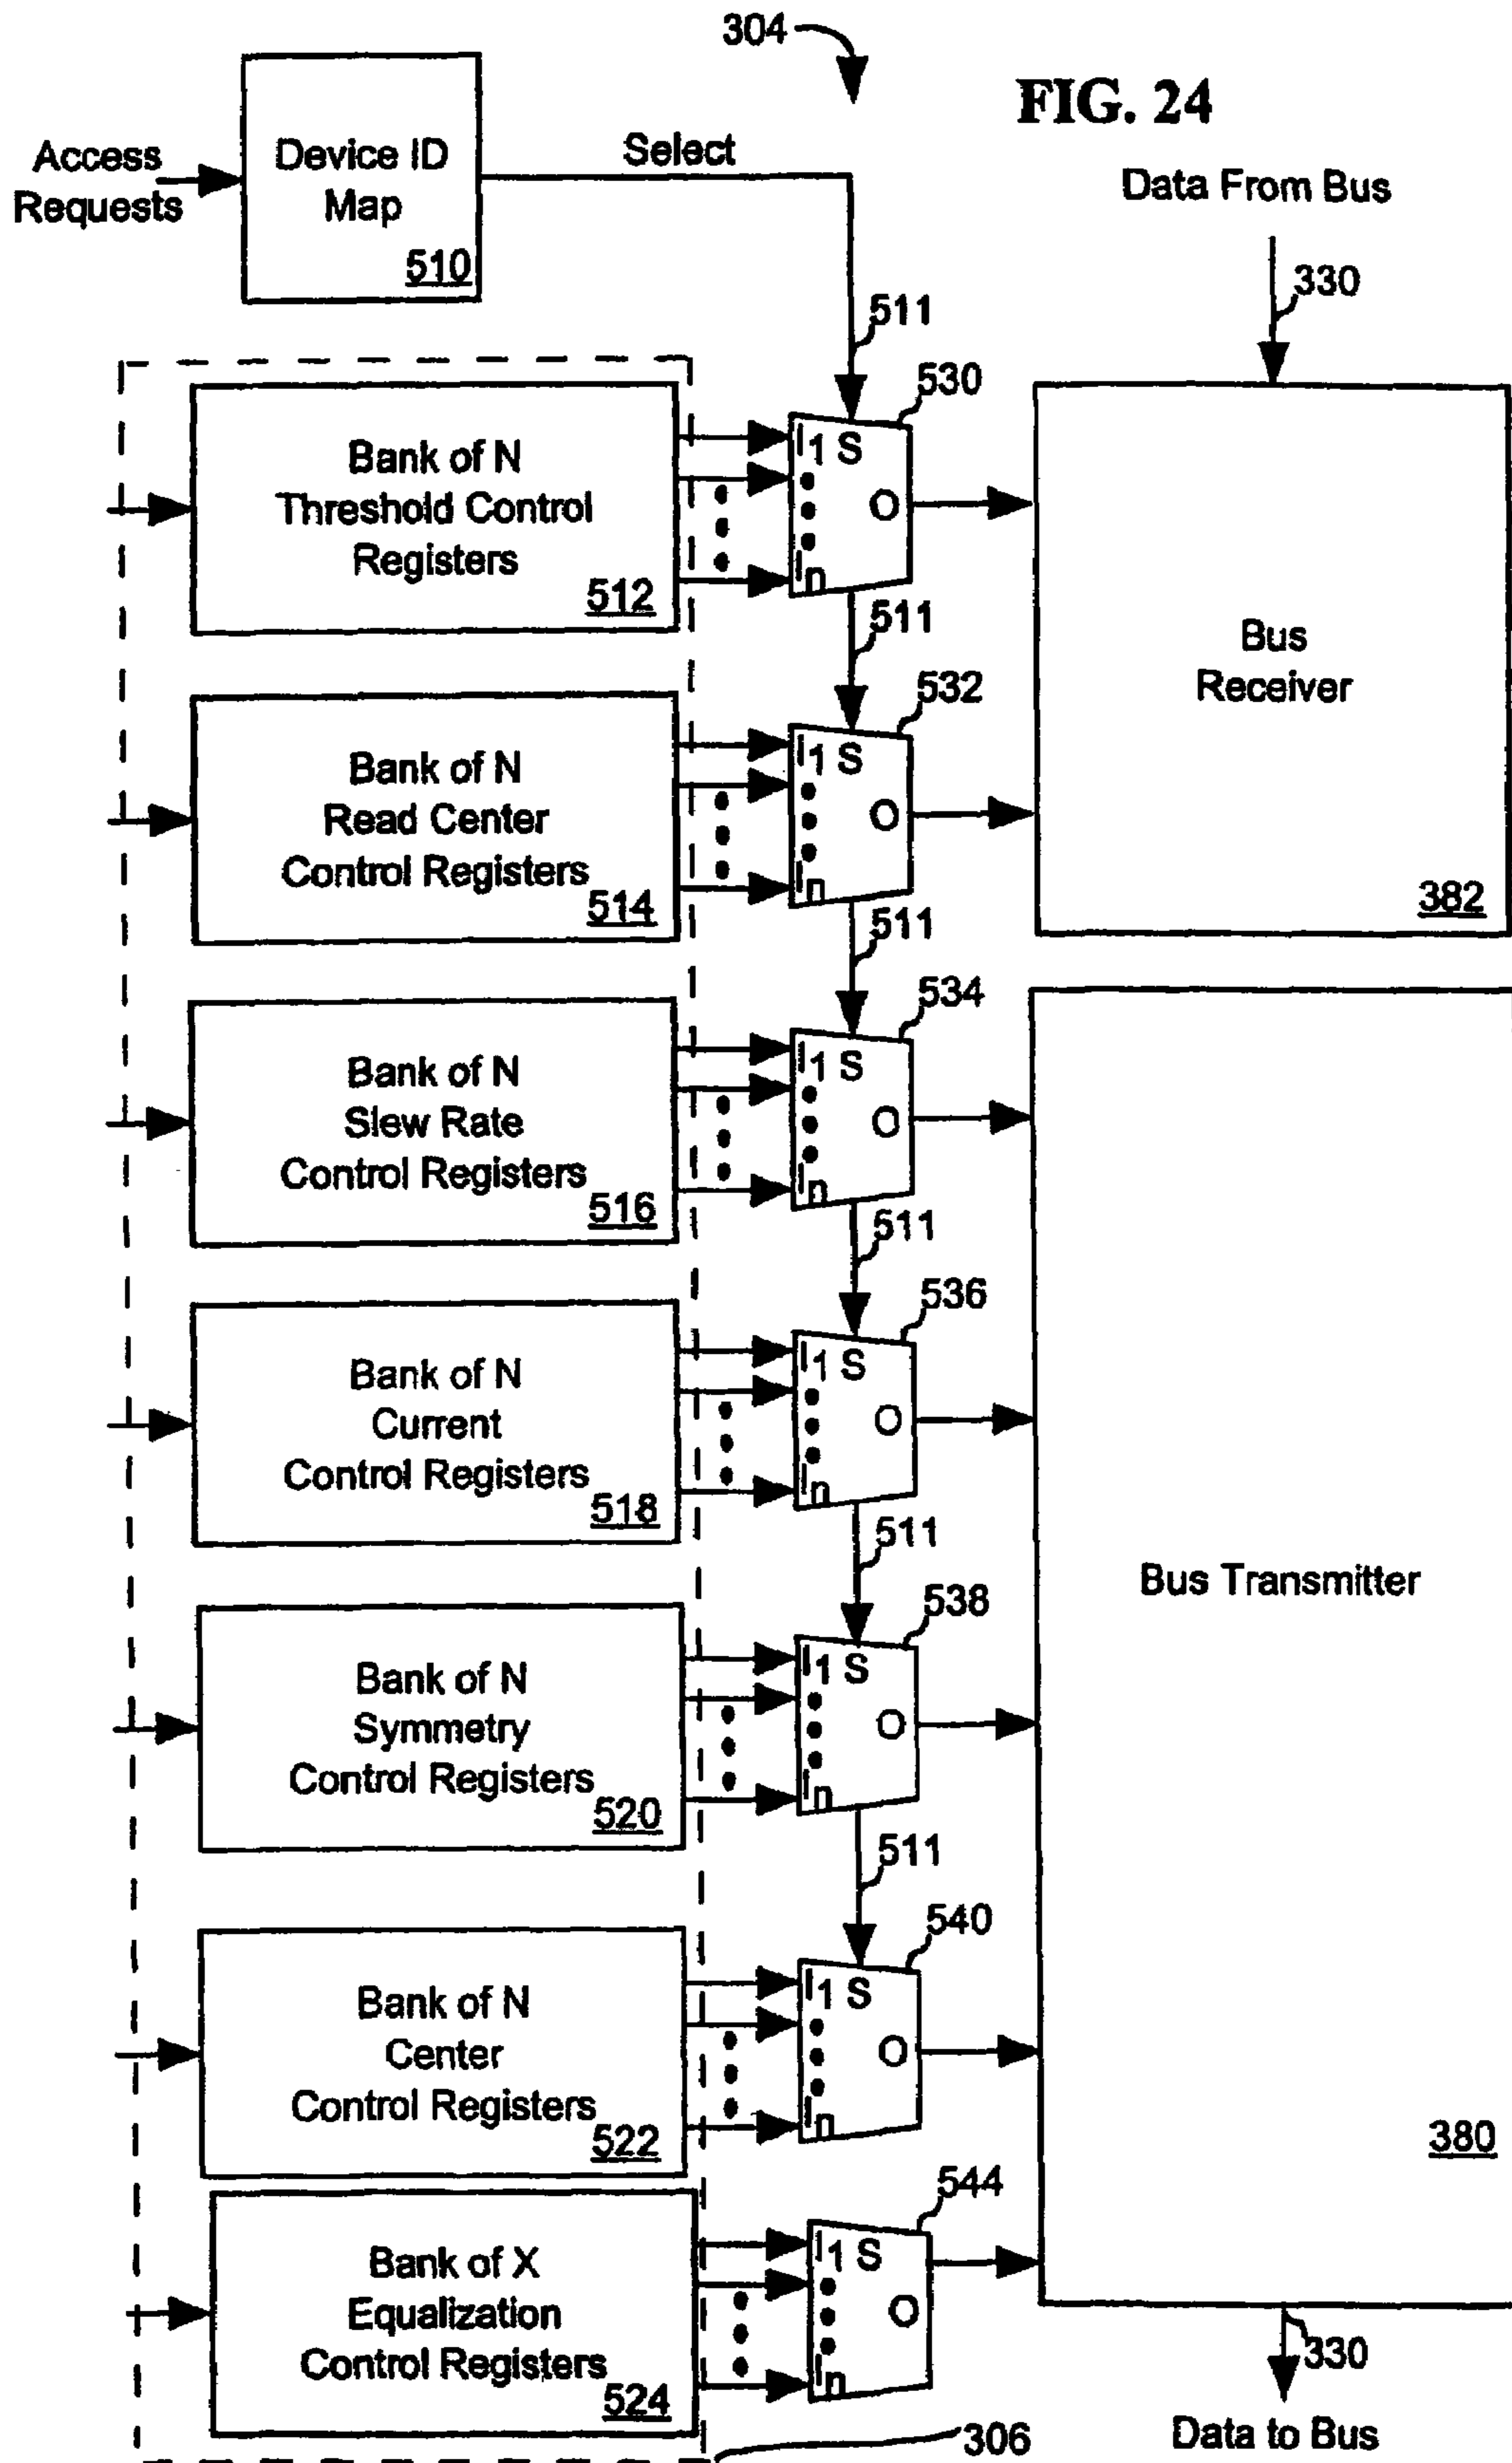 304
FIG. 24
Access
Requests
Device ID
Map
510
Select
Data From Bus
330
511
530
Bank of N
Threshold Control
Registers
512
I1 S
O
In
511
Bus
Receiver
382
532
Bank of N
Read Center
Control Registers
514
I1 S
O
In
511
534
Bank of N
Slew Rate
Control Registers
516
I1 S
O
In
511
536
Bank of N
Current
Control Registers
518
I1 S
O
In
511
Bus Transmitter
380
538
Bank of N
Symmetry
Control Registers
520
I1 S
O
In
511
540
Bank of N
Center
Control Registers
522
I1 S
O
In
544
Bank of X
Equalization
Control Registers
524
I1 S
O
In
306
330
Data to Bus